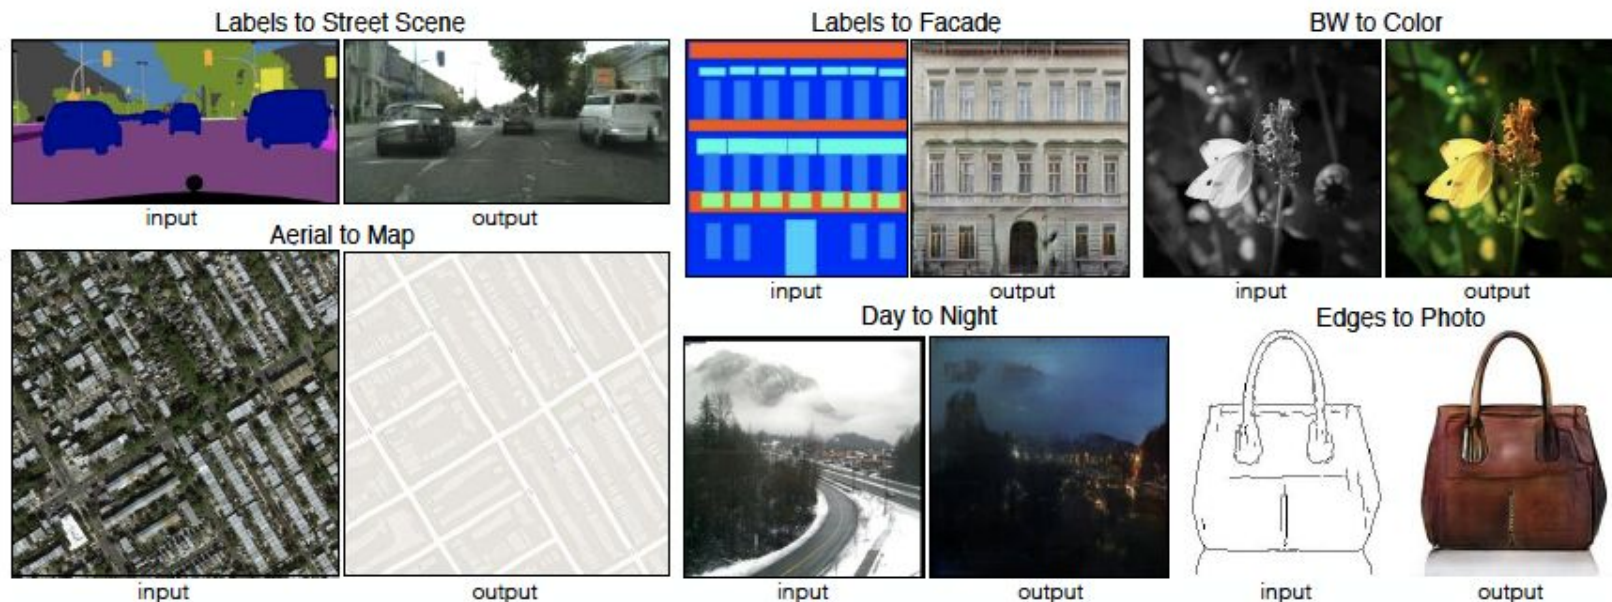 Labels to Street Scene
input
output
Aerial to Map
input
output
Labels to Facade
input
output
BW to Color
input
output
Day to Night
input
output
Edges to Photo
input
output